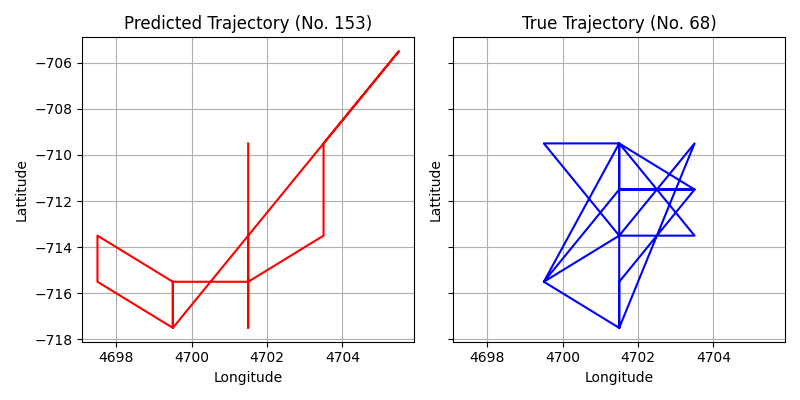 Predicted Trajectory (No. 153)
True Trajectory (No. 68)
Lattitude
−706
−708
−710
−712
−714
−716
−718
4698
4700
4702
4704
Longitude
Lattitude
4698
4700
4702
4704
Longitude